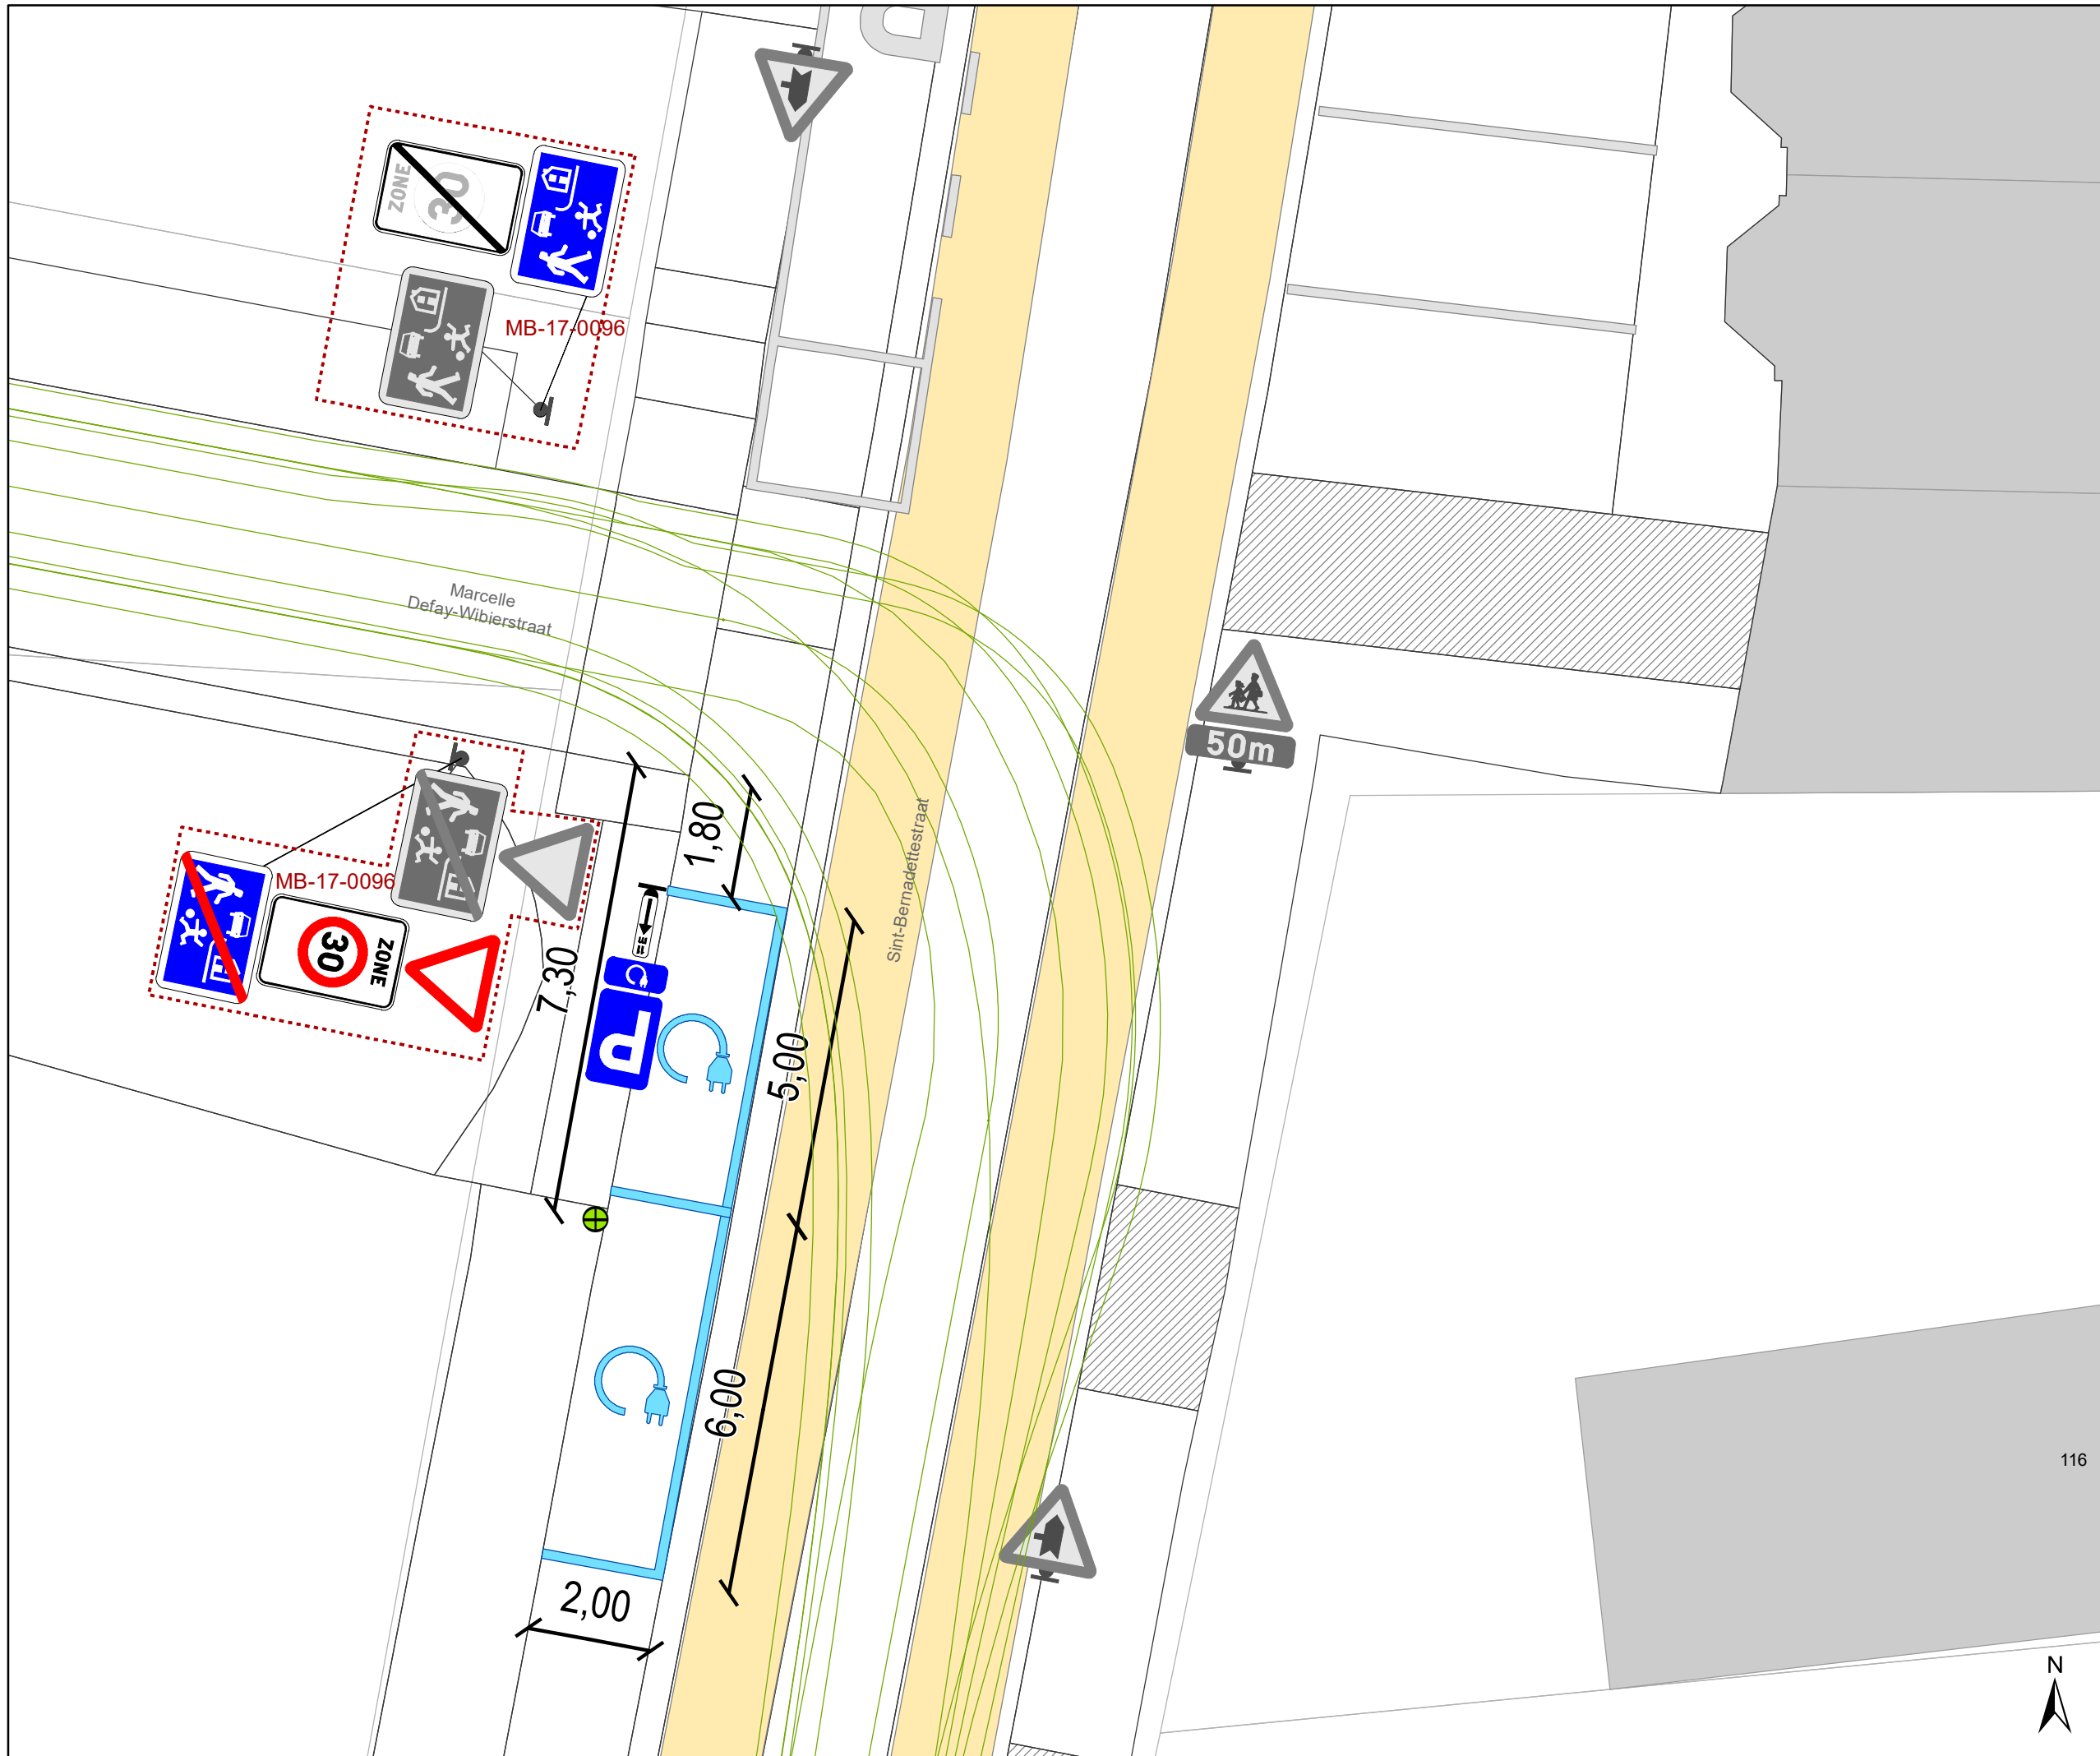 P
ZONE
30
MB-17-0096
Marcelle
Defay-Wibierstraat
50m
1,80
Sint-Bernadettestraat
MB-17-0096
30
ZONE
7,30
P
5,00
6,00
116
2,00
N